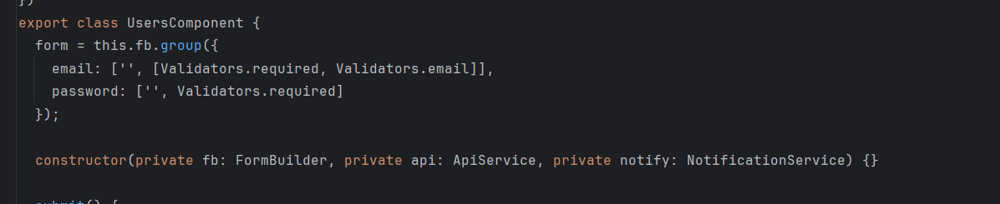 })
export class UsersComponent {
  form = this.fb.group({
    email: ['', [Validators.required, Validators.email]],
    password: ['', Validators.required]
  });
  constructor(private fb: FormBuilder, private api: ApiService, private notify: NotificationService) {}
  submit() {